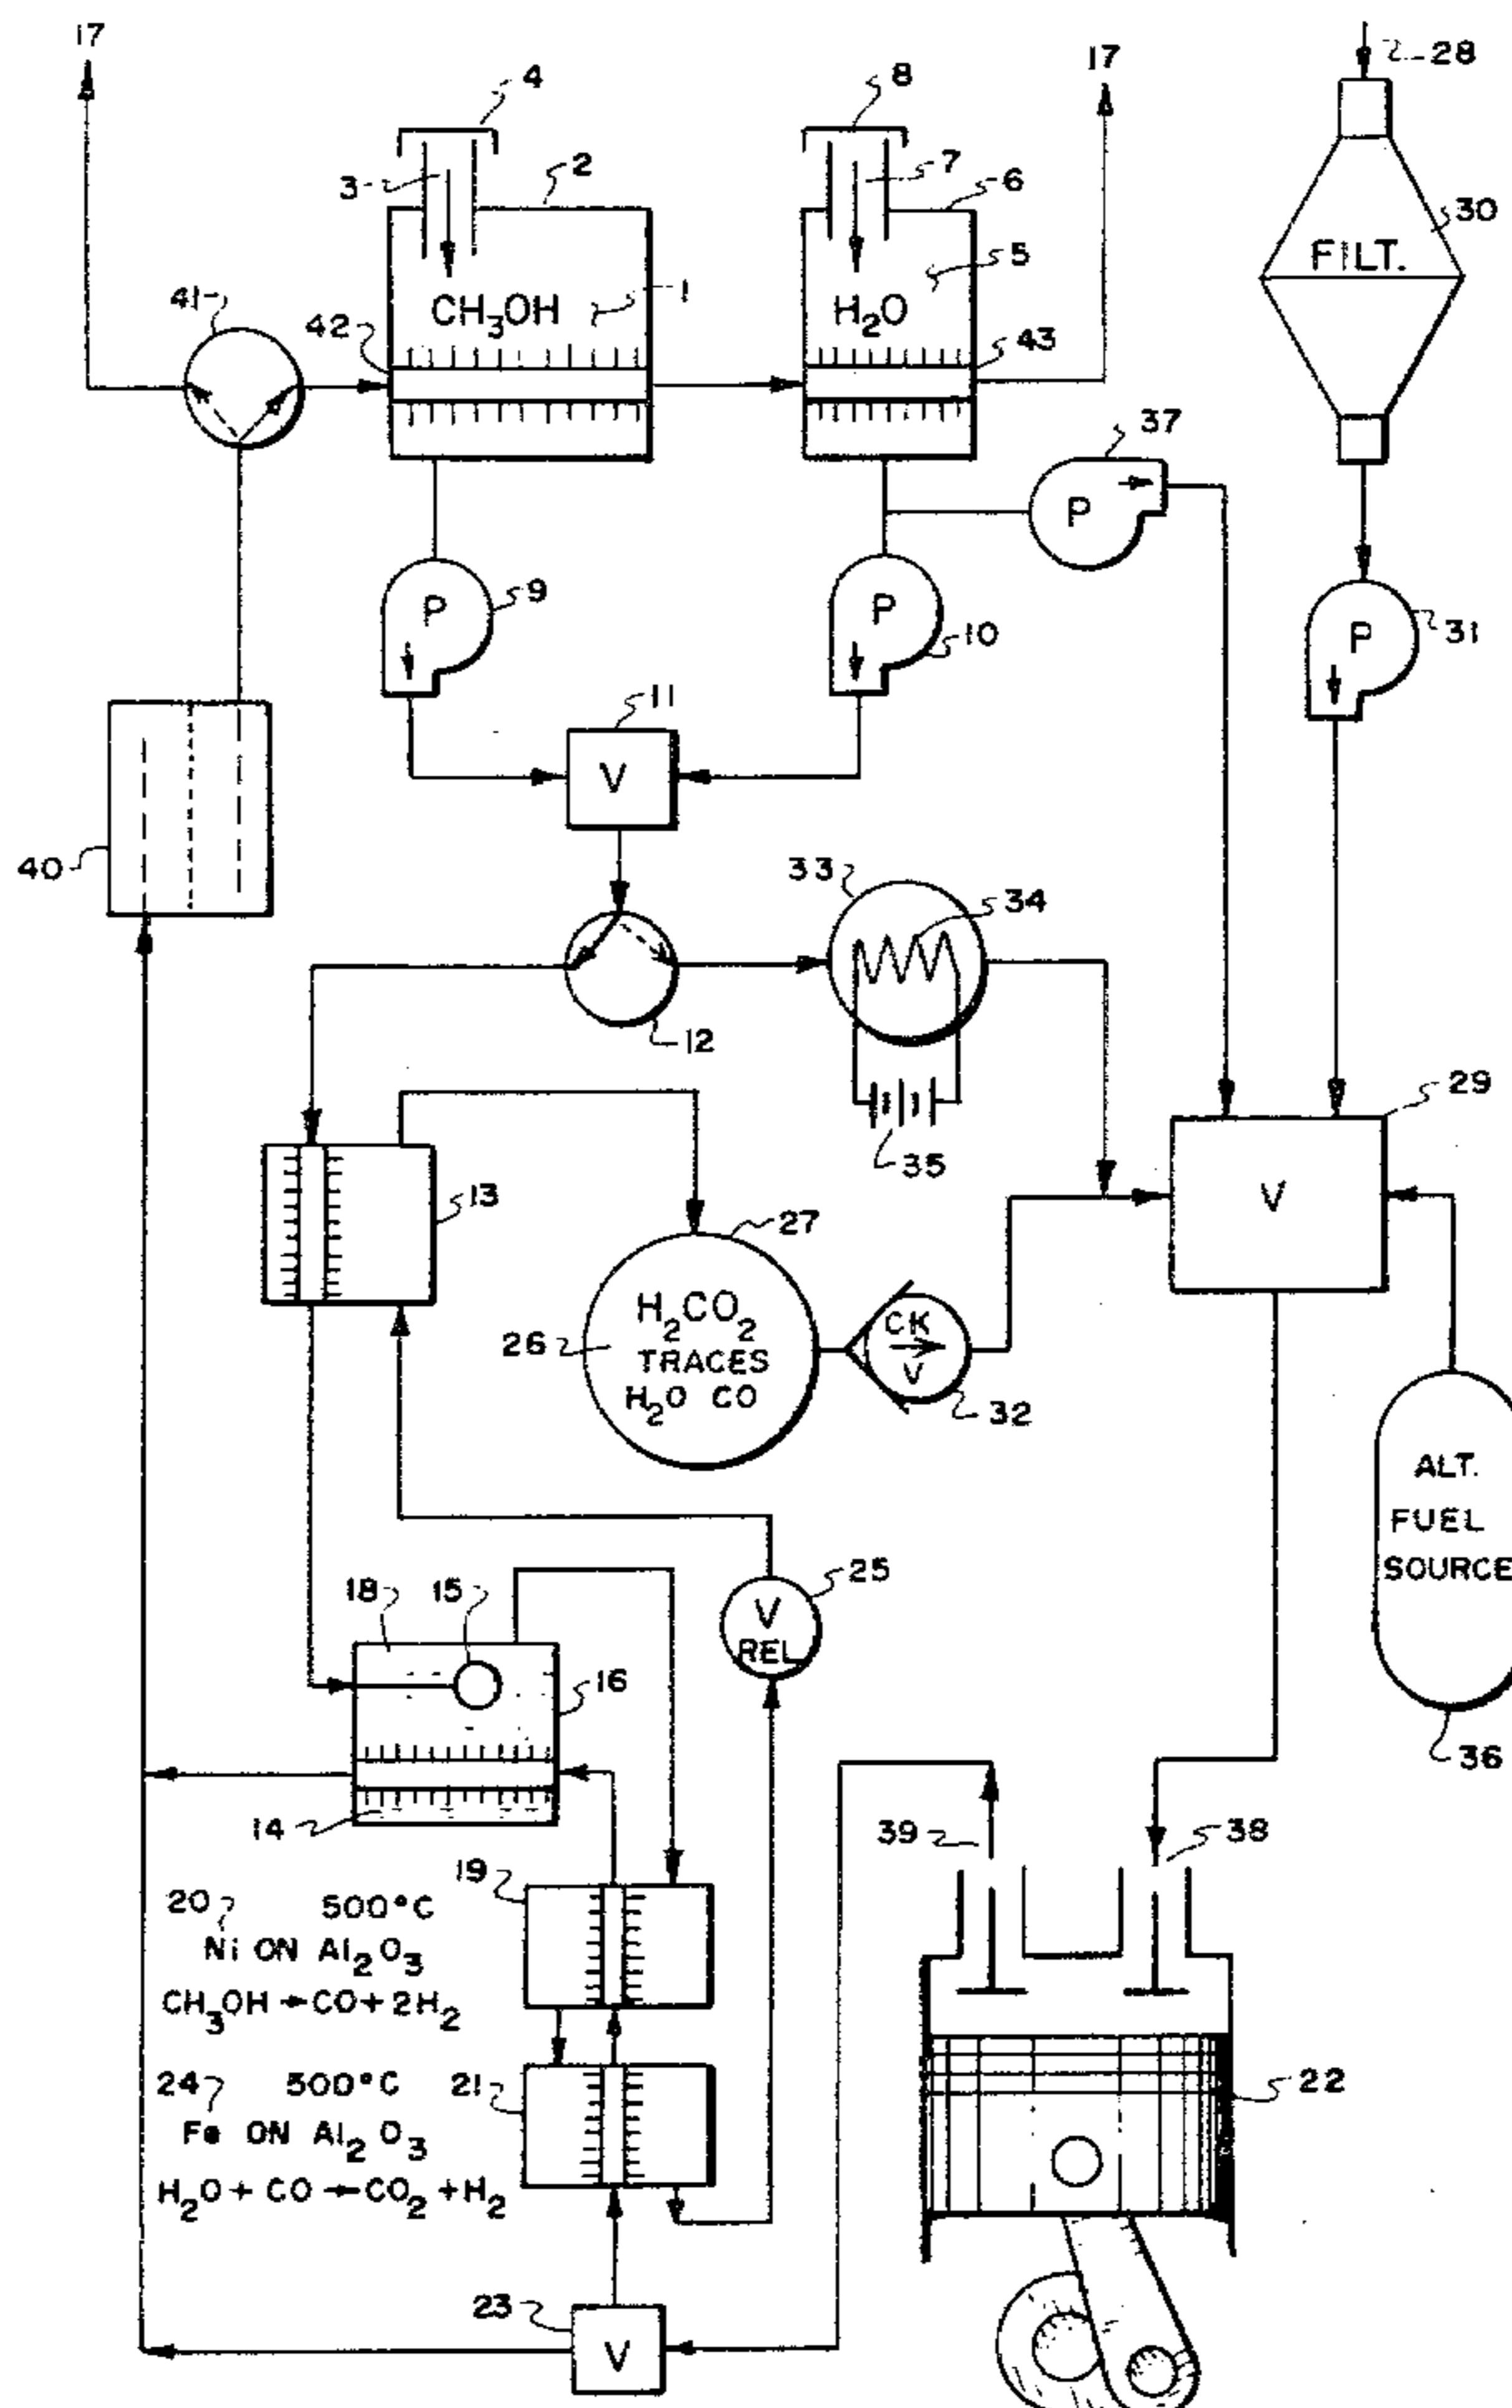 17
4
8
17
28
3
2
7
6
30
FILT.
5
41
42
CH₃OH
1
H₂O
43
37
P
9
P
10
P
P
31
11
V
40
33
34
12
35
29
13
27
V
H₂CO₂
TRACES
H₂O CO
26
CK
V
32
ALT.
FUEL
SOURCE
18
15
25
V
REL.
16
36
14
39
38
19
20
500°C
Ni ON Al₂O₃
CH₃OH → CO + 2H₂
24
300°C
21
22
Fe ON Al₂O₃
H₂O + CO → CO₂ + H₂
23
V